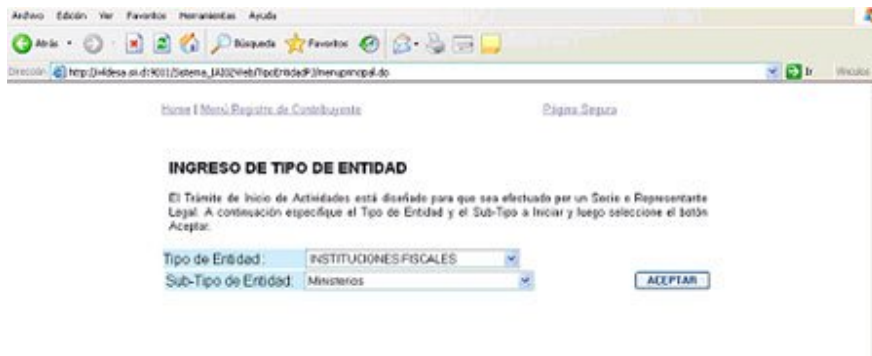 Archivo Edición Ver Favoritos Herramientas Ayuda
Atrás Búsqueda Favoritos
Dirección Ir Vínculos
Home | Menú Registro de Contribuyente Página Segura
INGRESO DE TIPO DE ENTIDAD
El Trámite de Inicio de Actividades está diseñado para que sea efectuado por un Socio o Representante
Legal. A continuación especifique el Tipo de Entidad y el Sub-Tipo a Iniciar y luego seleccione el botón
Aceptar.
Tipo de Entidad: INSTITUCIONES FISCALES
Sub-Tipo de Entidad: Ministerios ACEPTAR